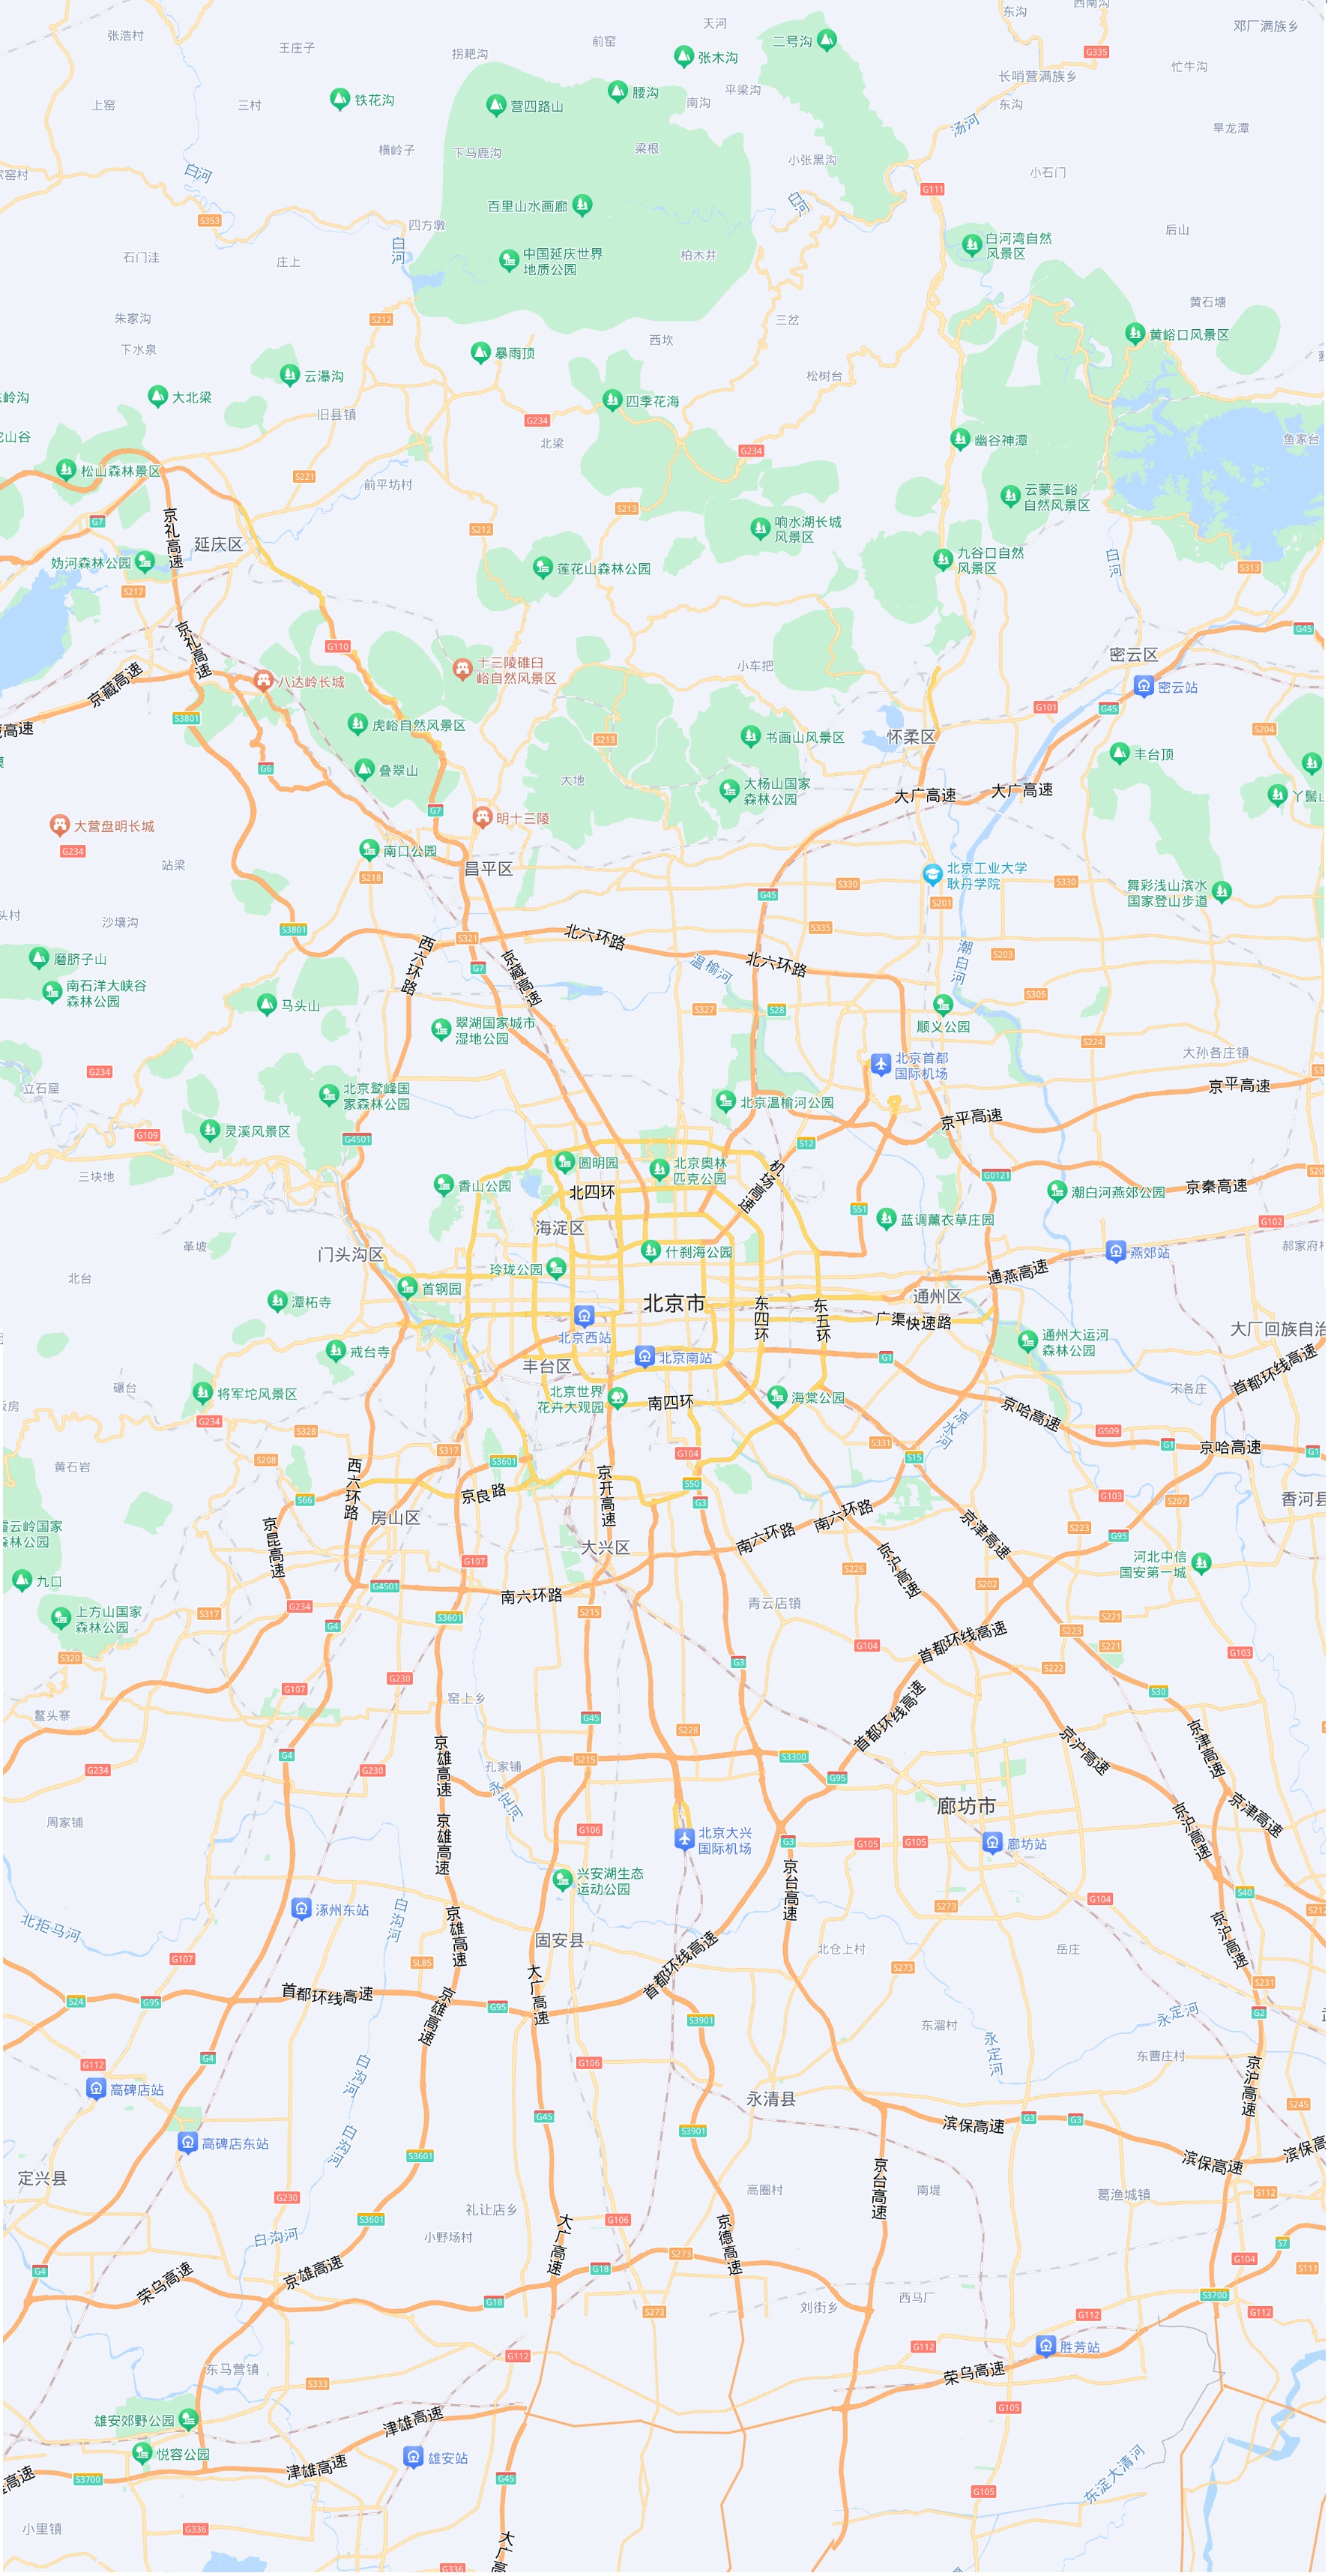 天河
东沟
西南沟
邓厂满族乡
张浩村
王庄子
拐耙沟
前窑
张木沟
二号沟
G335
忙牛沟
长哨营满族乡
上窑
三村
铁花沟
营四路山
腰沟
南沟
平梁沟
东沟
旱龙潭
横岭子
下马鹿沟
梁根
小张黑沟
汤河
小石门
白河
G111
S353
四方墩
百里山水画廊
白河
后山
白河
石门洼
庄上
中国延庆世界
地质公园
柏木井
白河湾自然
风景区
黄石塘
朱家沟
S212
三岔
西坎
黄峪口风景区
下水泉
暴雨顶
云瀑沟
松树台
大北梁
四季花海
旧县镇
G234
北梁
G234
幽谷神潭
鱼家台
松山森林景区
S221
前平坊村
云蒙三峪
自然风景区
S213
响水湖长城
风景区
G7
京礼高速
延庆区
S212
白河
九谷口自然
风景区
妫河森林公园
莲花山森林公园
S313
S217
京礼高速
G110
G45
密云区
十三陵碓臼
峪自然风景区
小车把
八达岭长城
京藏高速
密云站
S3801
虎峪自然风景区
G101
G45
S204
S213
书画山风景区
怀柔区
丰台顶
G6
叠翠山
大地
大杨山国家
森林公园
大广高速
大广高速
G7
明十三陵
大营盘明长城
G234
南口公园
站梁
昌平区
S218
北京工业大学
耿丹学院
S330
S330
G45
舞彩浅山滨水
国家登山步道
S201
沙壤沟
S3801
S335
S321
北六环路
西六环路
京藏高速
北六环路
温榆河
潮白河
S203
磨脐子山
G7
南石洋大峡谷
森林公园
马头山
S305
S327
S28
翠湖国家城市
湿地公园
顺义公园
S224
大孙各庄镇
北京首都
国际机场
G234
立石窟
北京鹫峰国
家森林公园
京平高速
北京温榆河公园
京平高速
灵溪风景区
G109
G4501
S12
圆明园
北京奥林
匹克公园
机场高速
三块地
G0121
香山公园
北四环
潮白河燕郊公园
京秦高速
S51
蓝调薰衣草庄园
G102
海淀区
革坡
门头沟区
什刹海公园
燕郊站
玲珑公园
北台
首钢园
通燕高速
潭柘寺
北京市
通州区
东四环
东五环
广渠快速路
北京西站
通州大运河
森林公园
戒台寺
丰台区
北京南站
G1
首都环线高速
碾台
将军坨风景区
北京世界
花卉大观园
南四环
海棠公园
宋各庄
京哈高速
G234
S328
凉水河
G509
S331
G1
京哈高速
G1
S317
G104
S208
S3601
S15
黄石岩
西六环路
S50
京开高速
S66
京良路
G3
G103
S207
房山区
南六环路
南六环路
京津高速
S223
G95
京昆高速
大兴区
京沪高速
河北中信
国安第一城
G107
S226
九口
G4501
南六环路
S202
上方山国家
森林公园
S317
G234
G4
S3601
S215
青云店镇
S221
S223
首都环线高速
G104
S221
S320
G3
G103
G230
S222
G107
窑上乡
S30
鳌头寨
G45
首都环线高速
S228
京津高速
京沪高速
G4
京雄高速
S215
S3300
G234
G230
孔家铺
G95
永定河
京津高速
廊坊市
周家铺
京雄高速
G106
北京大兴
国际机场
G3
G105
G105
廊坊站
京沪高速
兴安湖生态
运动公园
京台高速
白沟河
涿州东站
G104
S40
S273
北拒马河
京雄高速
固安县
北仓上村
岳庄
京沪高速
首都环线高速
G107
SL85
S273
S231
大广高速
首都环线高速
京雄高速
S24
G95
G95
G2
永定河
S3901
东溜村
永定河
东曹庄村
G4
白沟河
G106
G112
高碑店站
京沪高速
永清县
S245
G45
滨保高速
G3
G3
S3901
高碑店东站
白沟河
S3601
滨保高速
京台高速
定兴县
G230
高圈村
南堤
葛渔城镇
S112
礼让店乡
S3601
大广高速
G106
京德高速
小野场村
白沟河
S7
S273
G104
G4
京雄高速
G18
S111
荣乌高速
G18
S273
刘街乡
西马厂
S3700
G112
G112
G112
胜芳站
G112
东马营镇
荣乌高速
S333
G105
雄安郊野公园
津雄高速
悦容公园
雄安站
津雄高速
S3700
G45
东淀大清河
G105
小里镇
G336
G336